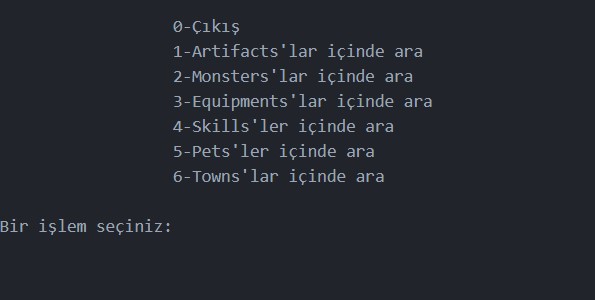 0-Çıkış
1-Artifacts'lar içinde ara
2-Monsters'lar içinde ara
3-Equipments'lar içinde ara
4-Skills'ler içinde ara
5-Pets'ler içinde ara
6-Towns'lar içinde ara
Bir işlem seçiniz: